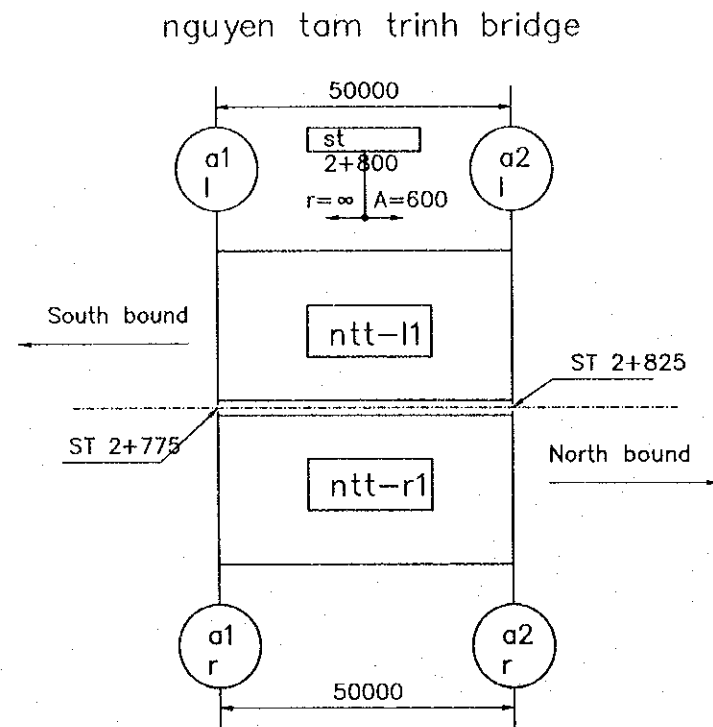 nguyen tam trinh bridge
50000
st
2+800
a1
l
a2
l
r=∞ A=600
South bound
ntt-l1
ST 2+825
ST 2+775
North bound
ntt-r1
a1
r
a2
r
50000